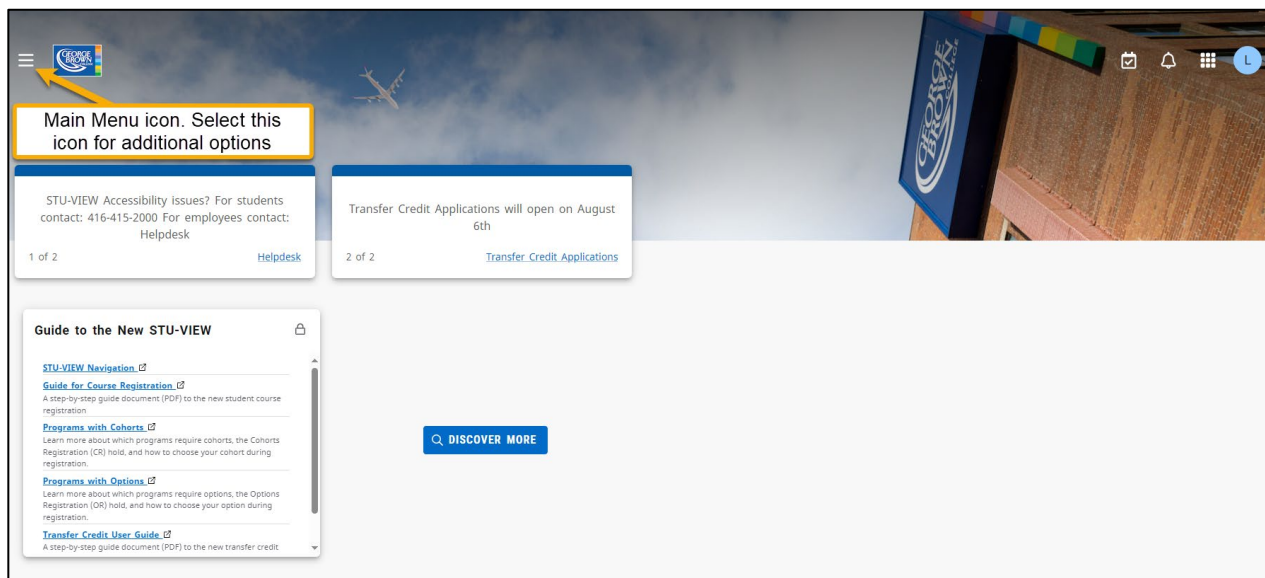 GEORGE
BROWN
L
GEORGE
BROWN
COLLEGE
Main Menu icon. Select this
icon for additional options
STU-VIEW Accessibility issues? For students
contact: 416-415-2000 For employees contact:
Helpdesk
1 of 2 Helpdesk
Transfer Credit Applications will open on August
6th
2 of 2 Transfer Credit Applications
Guide to the New STU-VIEW
STU-VIEW Navigation
Guide for Course Registration
A step-by-step guide document (PDF) to the new student course
registration
Programs with Cohorts
Learn more about which programs require cohorts, the Cohorts
Registration (CR) hold, and how to choose your cohort during
registration.
Programs with Options
Learn more about which programs require options, the Options
Registration (OR) hold, and how to choose your option during
registration.
Transfer Credit User Guide
A step-by-step guide document (PDF) to the new transfer credit
DISCOVER MORE